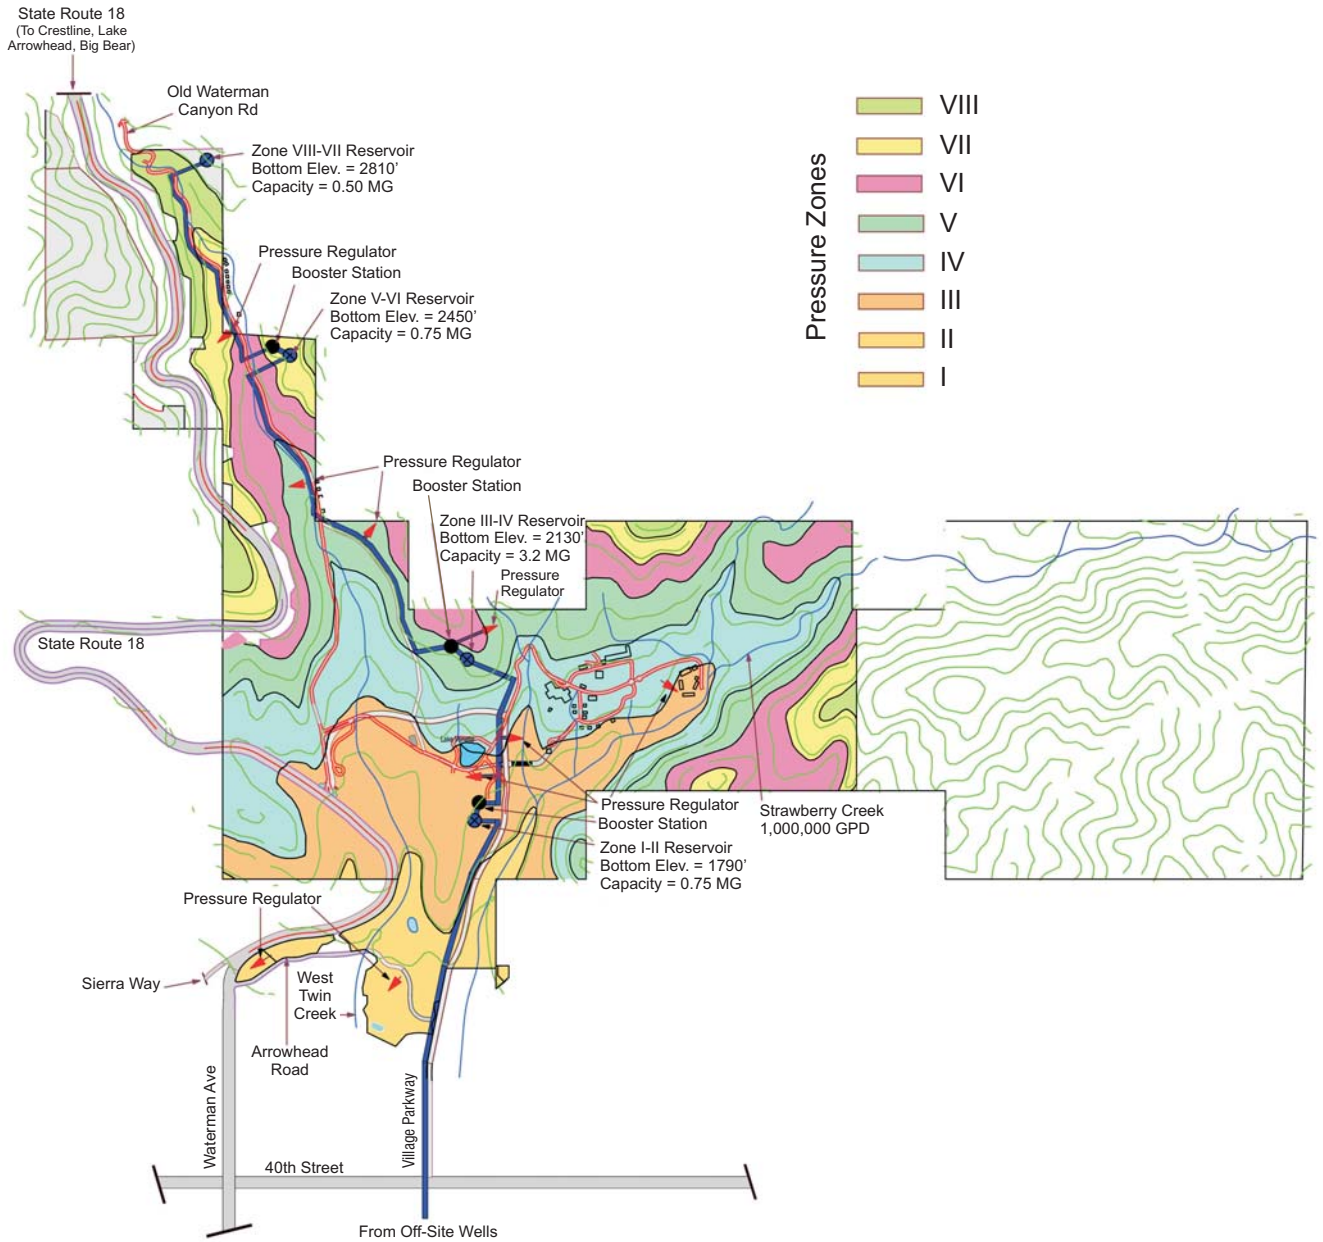 State Route 18
(To Crestline, Lake
Arrowhead, Big Bear)
Old Waterman
Canyon Rd
Zone VIII-VII Reservoir
Bottom Elev. = 2810’
Capacity = 0.50 MG
Pressure Regulator
Booster Station
Zone V-VI Reservoir
Bottom Elev. = 2450’
Capacity = 0.75 MG
Pressure Zones
VIII
VII
VI
V
IV
III
II
I
Pressure Regulator
Booster Station
Zone III-IV Reservoir
Bottom Elev. = 2130’
Capacity = 3.2 MG
Pressure
Regulator
State Route 18
Pressure Regulator
Booster Station
Zone I-II Reservoir
Bottom Elev. = 1790’
Capacity = 0.75 MG
Strawberry Creek
1,000,000 GPD
Pressure Regulator
Sierra Way
West
Twin
Creek
Arrowhead
Road
Waterman Ave
Village Parkway
40th Street
From Off-Site Wells